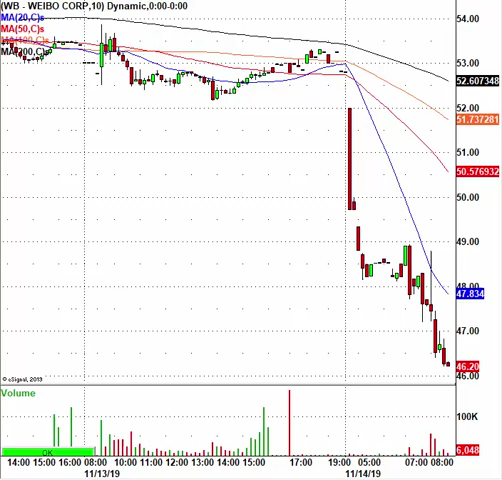 (WB - WEIBO CORP,10) Dynamic,0:00-0:00
MA(20,C)s
MA(50,C)s
MA(100,C)s
MA(200,C)s
54.00
53.00
52.607348
52.00
51.737281
51.00
50.576932
49.00
48.00
47.834
47.00
46.20
46.00
© eSignal, 2019
Volume
100K
6,048
OK
14:00 15:00 16:00 08:00 10:00 11:00 12:00 13:00 14:00 15:00 17:00 19:00 05:00 07:00 08:00
11/13/19 11/14/19